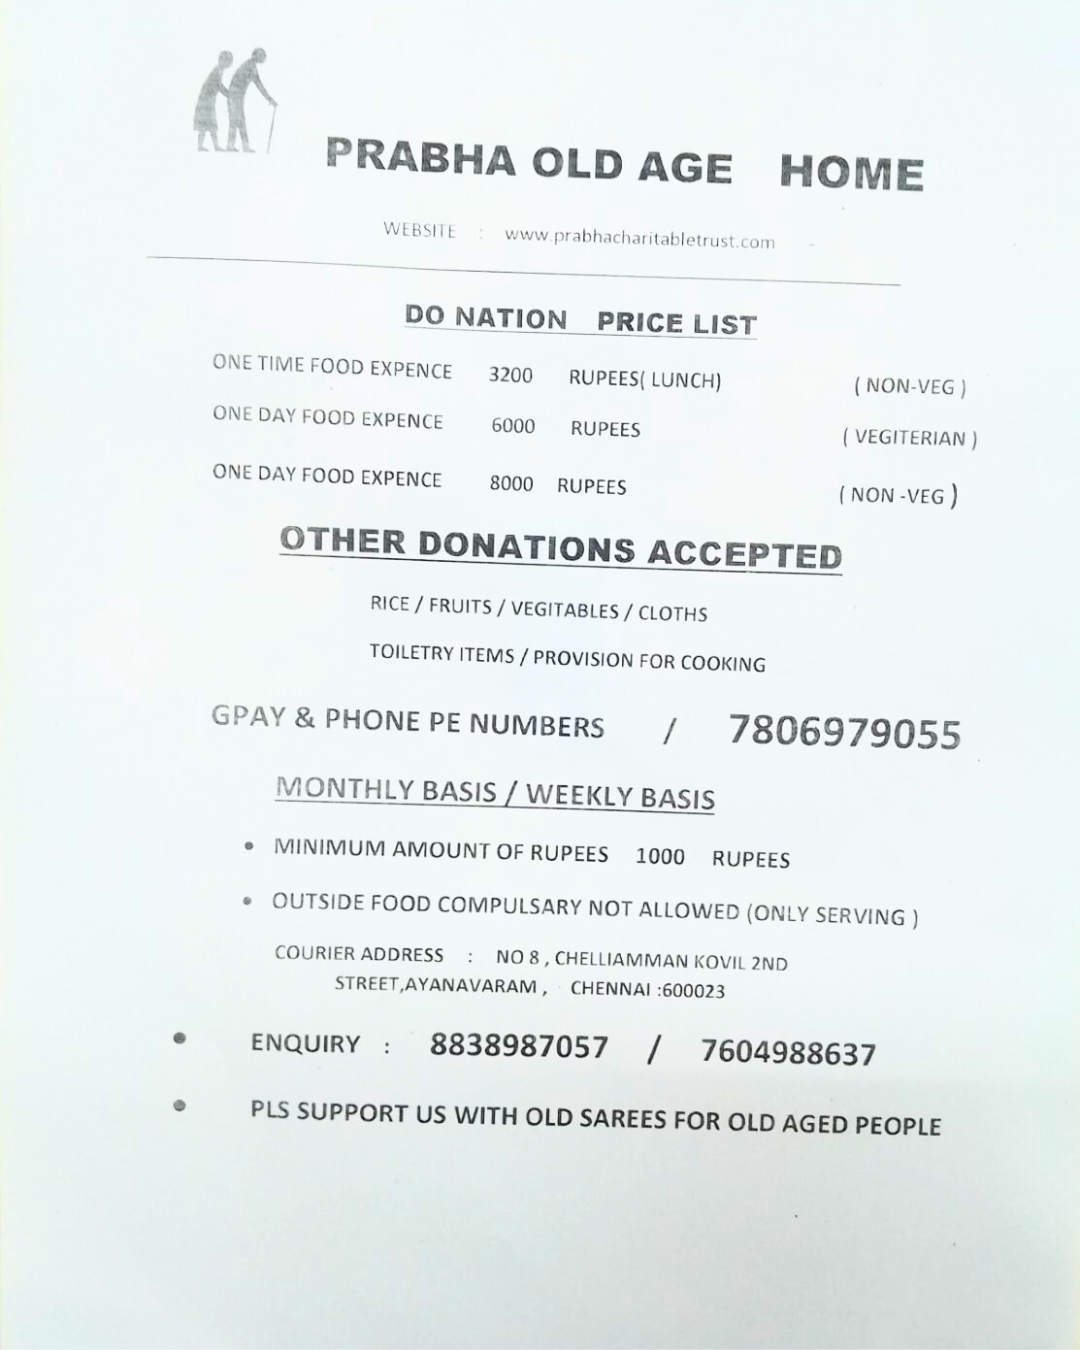 PRABHA OLD AGE HOME
WEBSITE : www.prabhacharitabletrust.com
DO NATION PRICE LIST
ONE TIME FOOD EXPENCE 3200 RUPEES( LUNCH) ( NON-VEG )
ONE DAY FOOD EXPENCE 6000 RUPEES ( VEGITERIAN )
ONE DAY FOOD EXPENCE 8000 RUPEES ( NON -VEG )
OTHER DONATIONS ACCEPTED
RICE / FRUITS / VEGITABLES / CLOTHS
TOILETRY ITEMS / PROVISION FOR COOKING
GPAY & PHONE PE NUMBERS / 7806979055
MONTHLY BASIS / WEEKLY BASIS
• MINIMUM AMOUNT OF RUPEES 1000 RUPEES
• OUTSIDE FOOD COMPULSARY NOT ALLOWED (ONLY SERVING )
COURIER ADDRESS : NO 8 , CHELLIAMMAN KOVIL 2ND
STREET,AYANAVARAM , CHENNAI :600023
• ENQUIRY : 8838987057 / 7604988637
• PLS SUPPORT US WITH OLD SAREES FOR OLD AGED PEOPLE